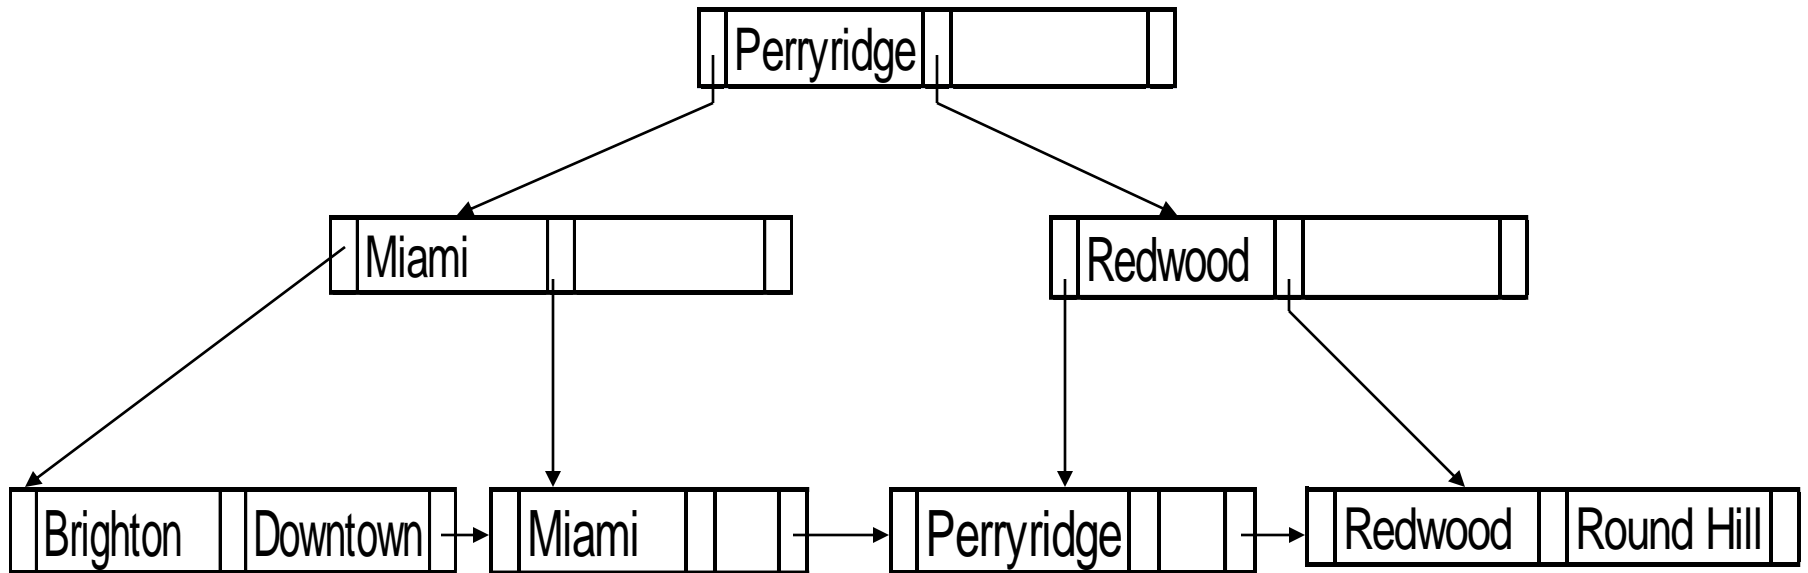 Perryridge
Miami
Redwood
Brighton Downtown
Miami
Perryridge
Redwood Round Hill